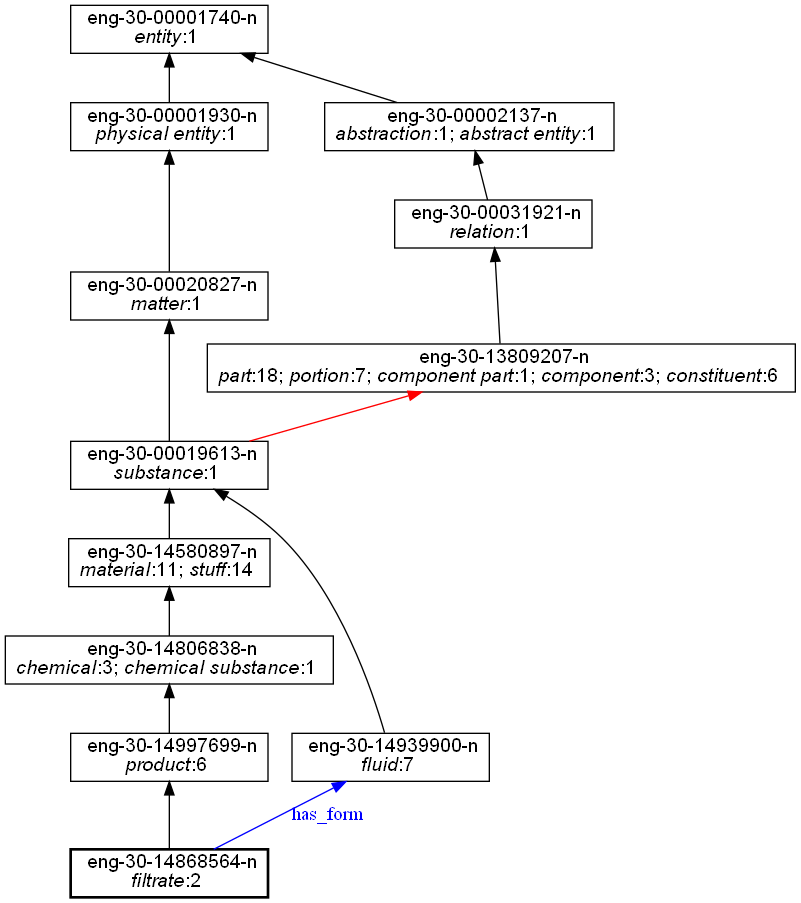 eng-30-00001740-n
entity:1
eng-30-00001930-n
physical entity:1
eng-30-00002137-n
abstraction:1; abstract entity:1
eng-30-00031921-n
relation:1
eng-30-00020827-n
matter:1
eng-30-13809207-n
part:18; portion:7; component part:1; component:3; constituent:6
eng-30-00019613-n
substance:1
eng-30-14580897-n
material:11; stuff:14
eng-30-14806838-n
chemical:3; chemical substance:1
eng-30-14997699-n
product:6
eng-30-14939900-n
fluid:7
has_form
eng-30-14868564-n
filtrate:2